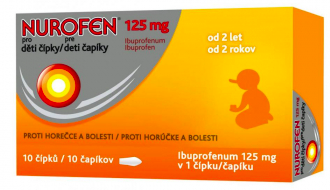 NUROFEN 125 mg
pro pre
děti čípky/deti čapíky
Ibuprofenum
Ibuprofen
od 2 let
od 2 rokov
PROTI HOREČCE A BOLESTI / PROTI HORÚČKE A BOLESTI
10 čípků / 10 čapíkov
Ibuprofenum 125 mg
v 1 čípku/čapíku
NUROFEN
125 mg